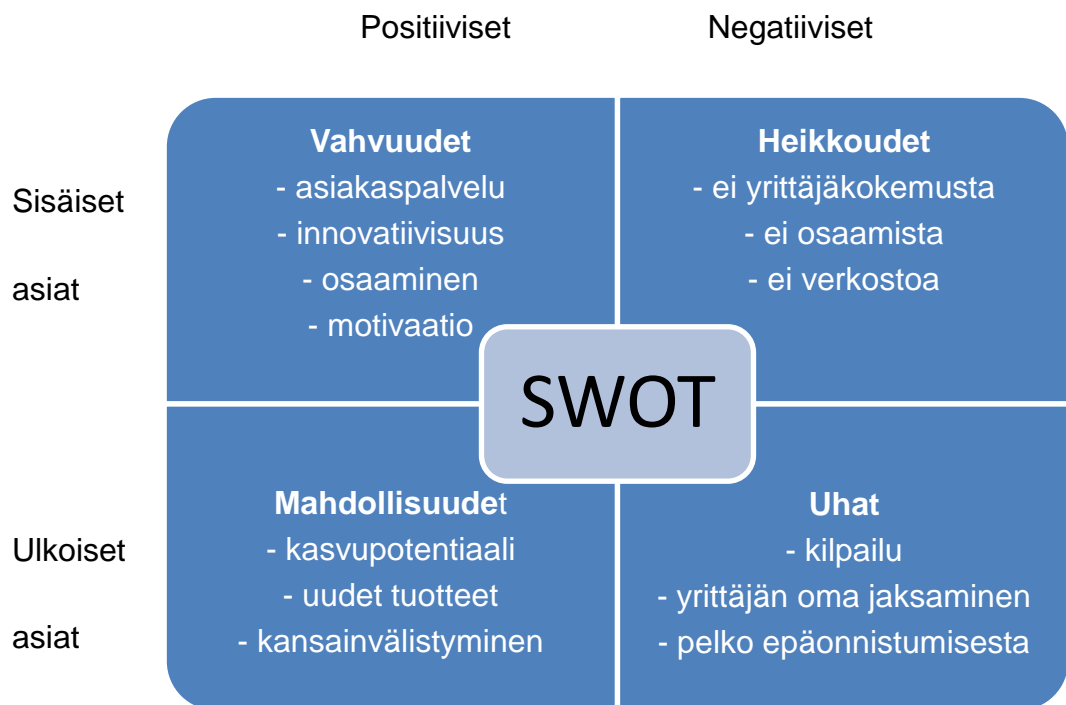 Positiiviset
Negatiiviset
Sisäiset
asiat
Vahvuudet
- asiakaspalvelu
- innovatiivisuus
- osaaminen
- motivaatio
Heikkoudet
- ei yrittäjäkokemusta
- ei osaamista
- ei verkostoa
SWOT
Ulkoiset
asiat
Mahdollisuudet
- kasvupotentiaali
- uudet tuotteet
- kansainvälistyminen
Uhat
- kilpailu
- yrittäjän oma jaksaminen
- pelko epäonnistumisesta